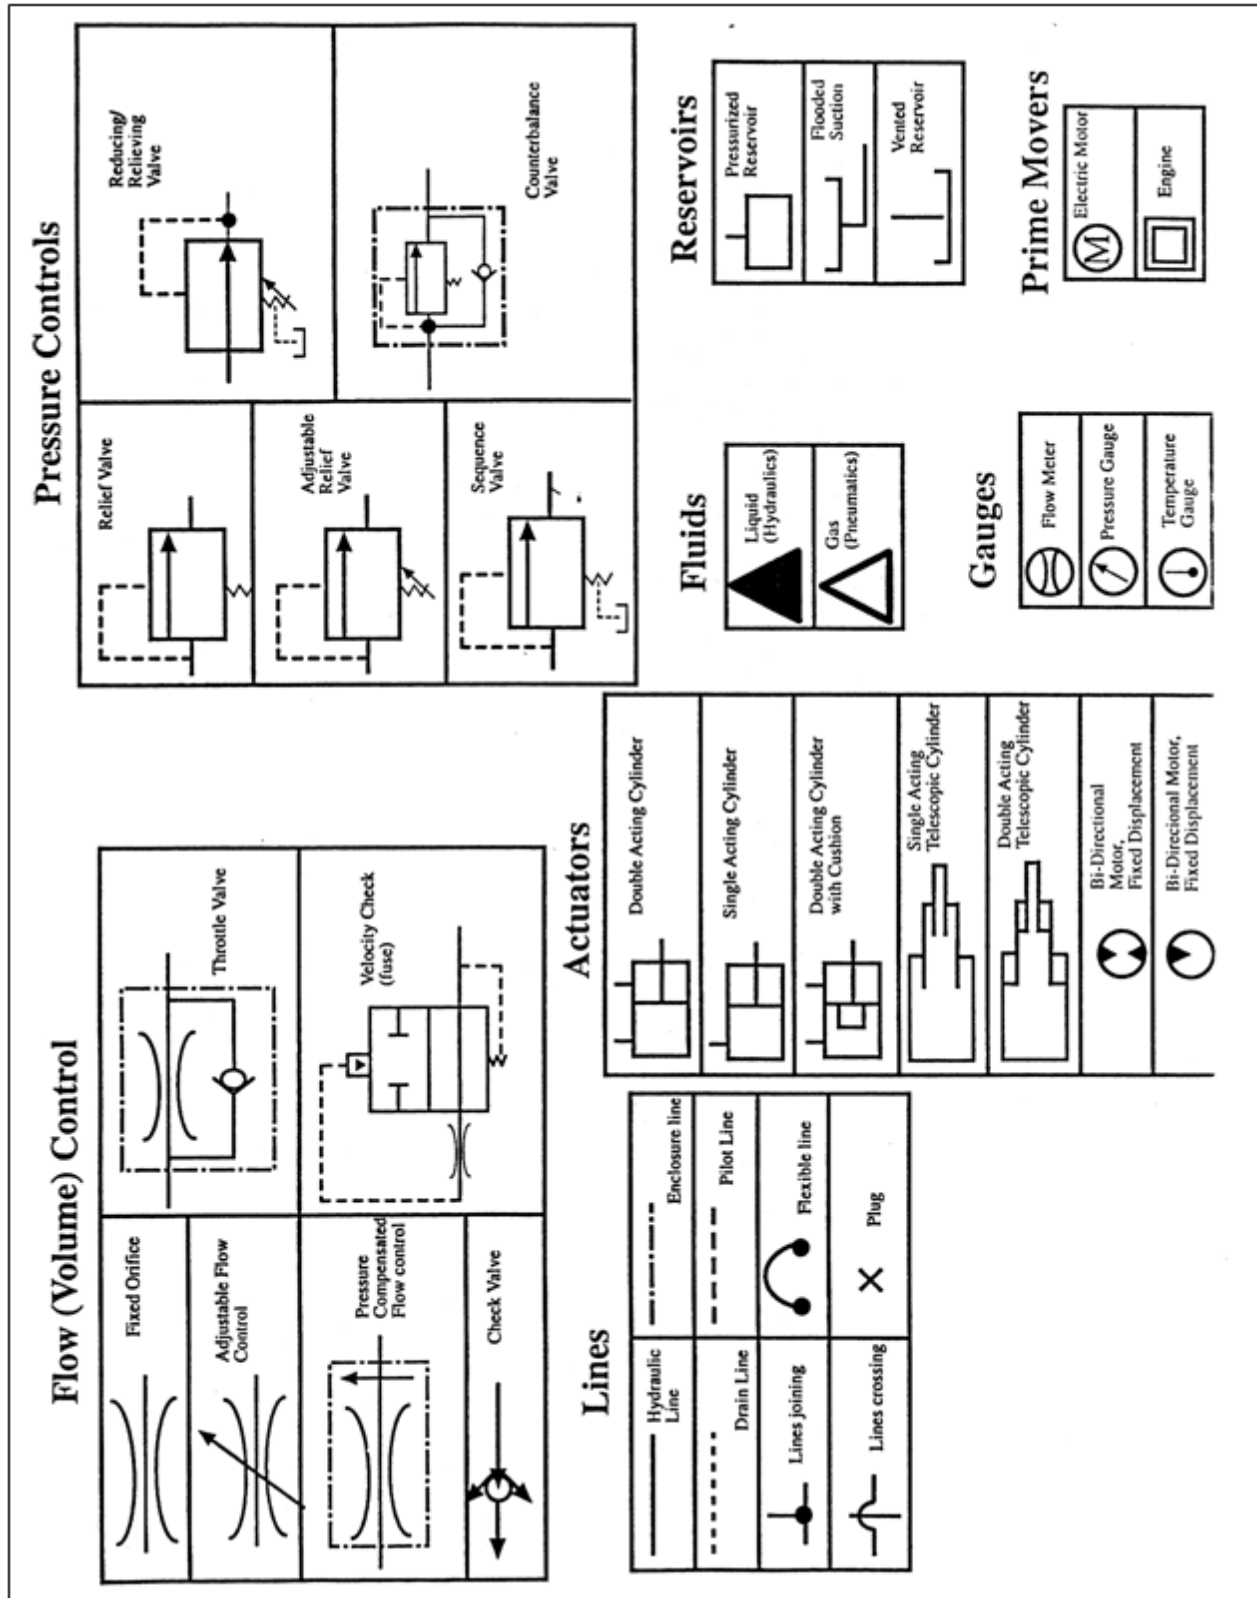 Flow (Volume) Control
Fixed Orifice
Adjustable Flow
Control
Pressure
Compensated
Flow control
Check Valve
Throttle Valve
Velocity Check
(fuse)
Pressure Controls
Relief Valve
Adjustable
Relief
Valve
Sequence
Valve
Reducing/
Relieving
Valve
Counterbalance
Valve
Lines
Hydraulic
Line
Enclosure line
Drain Line
Pilot Line
Lines joining
Flexible line
Lines crossing
Plug
Actuators
Double Acting Cylinder
Single Acting Cylinder
Double Acting Cylinder
with Cushion
Single Acting
Telescopic Cylinder
Double Acting
Telescopic Cylinder
Bi-Directional
Motor,
Fixed Displacement
Bi-Directional Motor,
Fixed Displacement
Fluids
Liquid
(Hydraulics)
Gas
(Pneumatics)
Reservoirs
Pressurized
Reservoir
Flooded
Suction
Vented
Reservoir
Gauges
Flow Meter
Pressure Gauge
Temperature
Gauge
Prime Movers
M
Electric Motor
Engine